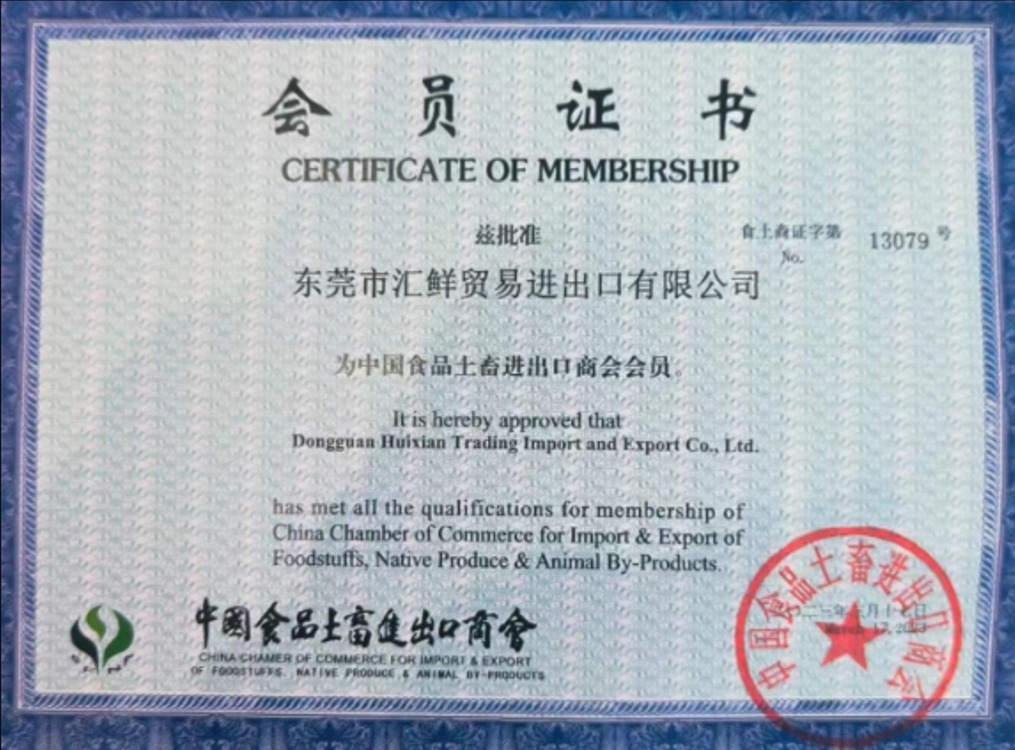 会员证书
CERTIFICATE OF MEMBERSHIP
兹批准
食土商证字第 13079 号
No.
东莞市汇鲜贸易进出口有限公司
为中国食品土畜进出口商会会员。
It is hereby approved that
Dongguan Huixian Trading Import and Export Co., Ltd.
has met all the qualifications for membership of
China Chamber of Commerce for Import & Export of
Foodstuffs, Native Produce & Animal By-Products.
中國食品土畜進出口商會
CHINA CHAMER OF COMMERCE FOR IMPORT & EXPORT
OF FOODSTUFFS, NATIVE PRODUCE & ANIMAL BY-PRODUCTS
中国食品土畜进出口商会
March 17,